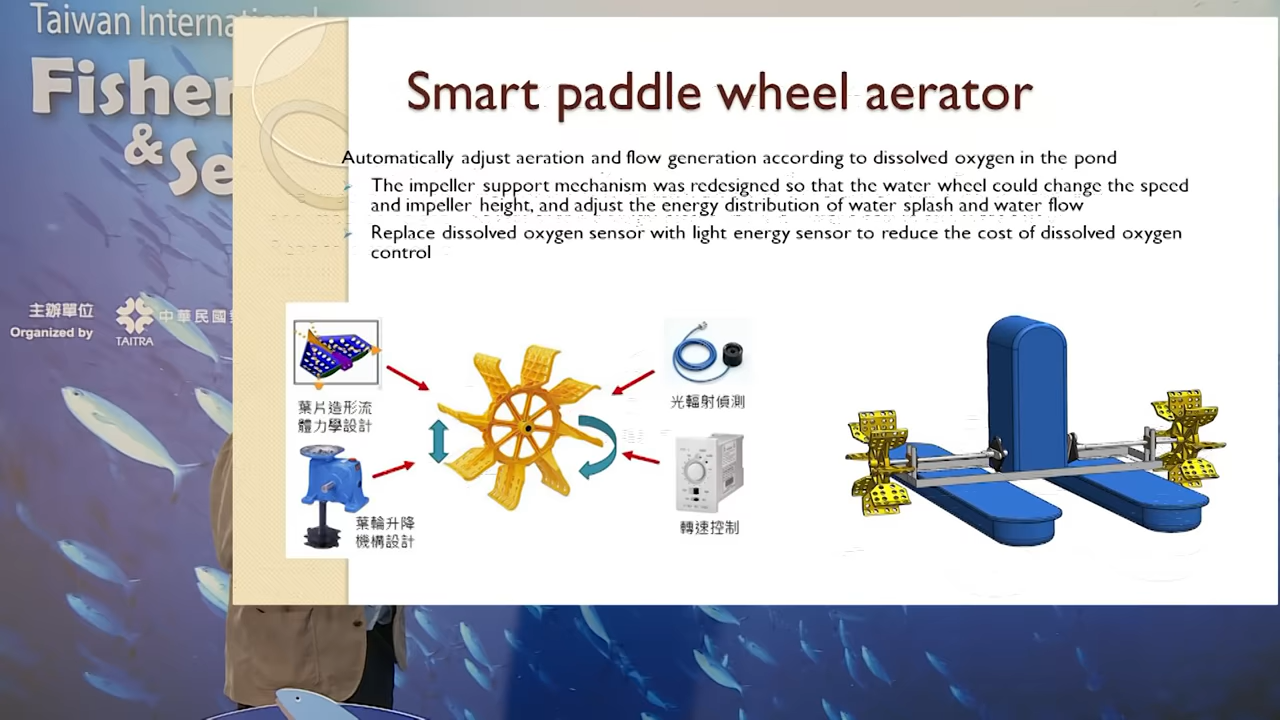 Taiwan International
Fisher
& Se
主辦單位
Organized by
TAITRA
中華民國
Smart paddle wheel aerator
Automatically adjust aeration and flow generation according to dissolved oxygen in the pond
The impeller support mechanism was redesigned so that the water wheel could change the speed
and impeller height, and adjust the energy distribution of water splash and water flow
Replace dissolved oxygen sensor with light energy sensor to reduce the cost of dissolved oxygen
control
葉片造形流
體力學設計
葉輪升降
機構設計
光輻射偵測
轉速控制